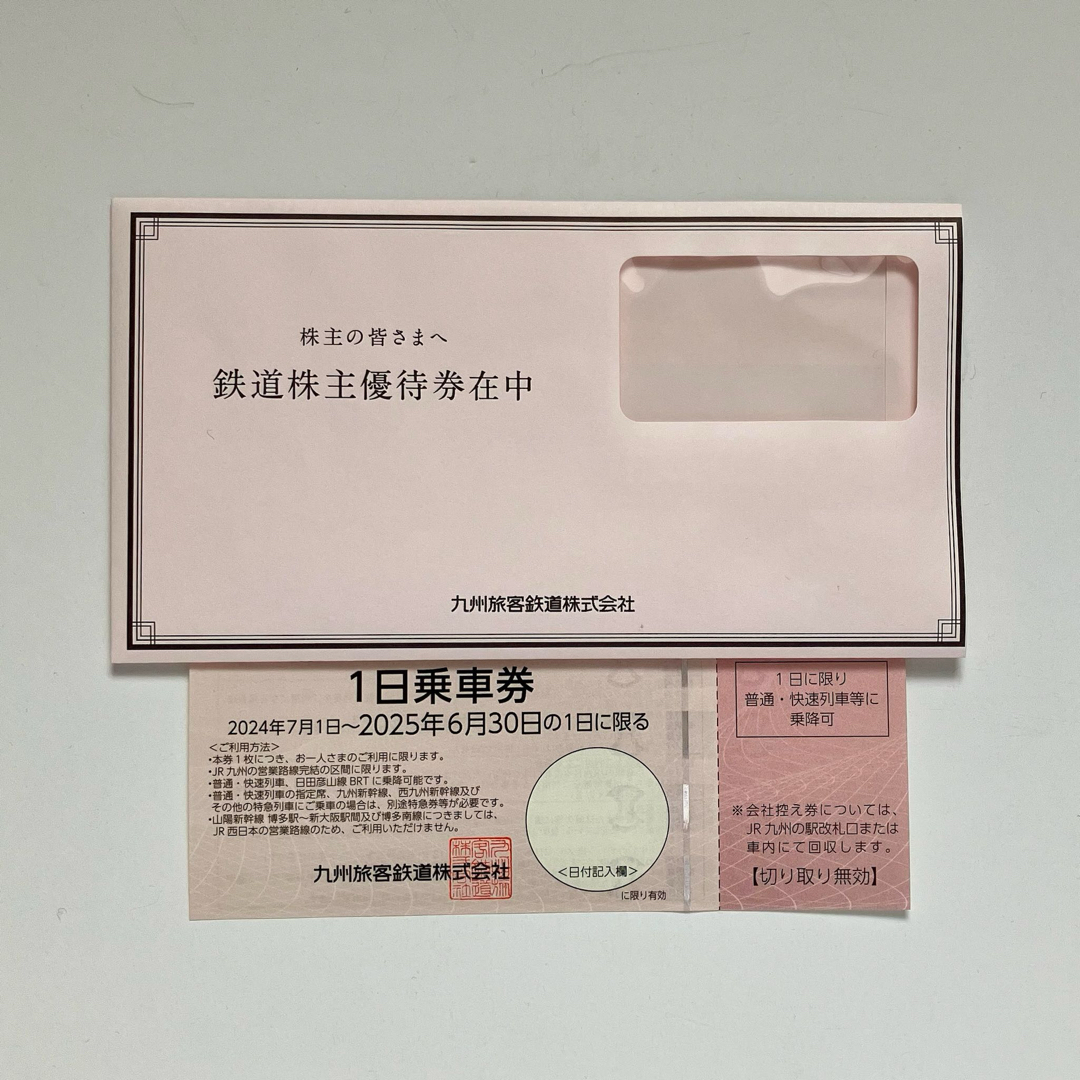 株主の皆さまへ
鉄道株主優待券在中
九州旅客鉄道株式会社
1日乗車券
2024年7月1日~2025年6月30日の1日に限る
<ご利用方法>
・本券1枚につき、お一人さまのご利用に限ります。
・JR九州の営業路線完結の区間に限ります。
・普通・快速列車、日田彦山線BRTに乗降可能です。
・普通・快速列車の指定席、九州新幹線、西九州新幹線及び
その他の特急列車にご乗車の場合は、別途特急券等が必要です。
・山陽新幹線 博多駅~新大阪駅間及び博多南線につきましては、
JR西日本の営業路線のため、ご利用いただけません。
九州旅客鉄道株式会社
<日付記入欄>
に限り有効
1日に限り
普通・快速列車等に
乗降可
※会社控え券については、
JR九州の駅改札口または
車内にて回収します。
【切り取り無効】